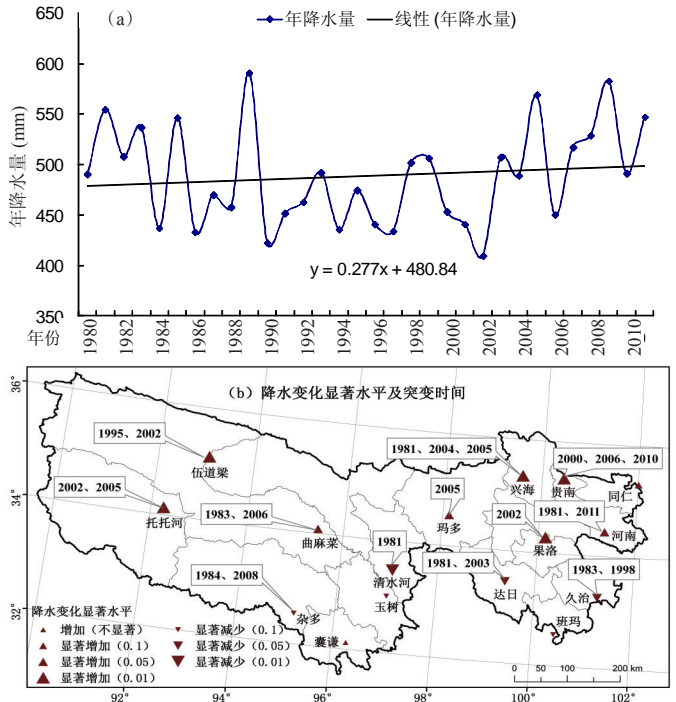 (a)
年降水量
线性 (年降水量)
年降水量 (mm)
650
600
550
500
450
400
350
y = 0.277x + 480.84
年份
1980
1982
1984
1986
1988
1990
1992
1994
1996
1998
2000
2002
2004
2006
2008
2010
(b) 降水变化显著水平及突变时间
36°
34°
32°
1995、2002
伍道梁
2002、2005
托托河
1983、2006
曲麻菜
1984、2008
杂多
1981
清水河
玉树
囊谦
2005
玛多
1981、2004、2005
兴海
2000、2006、2010
贵南
同仁
1981、2011
河南
2002
果洛
1981、2003
达日
1983、1998
久治
班玛
降水变化显著水平
增加（不显著） 显著减少（0.1）
显著增加（0.1） 显著减少（0.05）
显著增加（0.05） 显著减少（0.01）
显著增加（0.01）
0 50 100 200 km
92° 94° 96° 98° 100° 102°